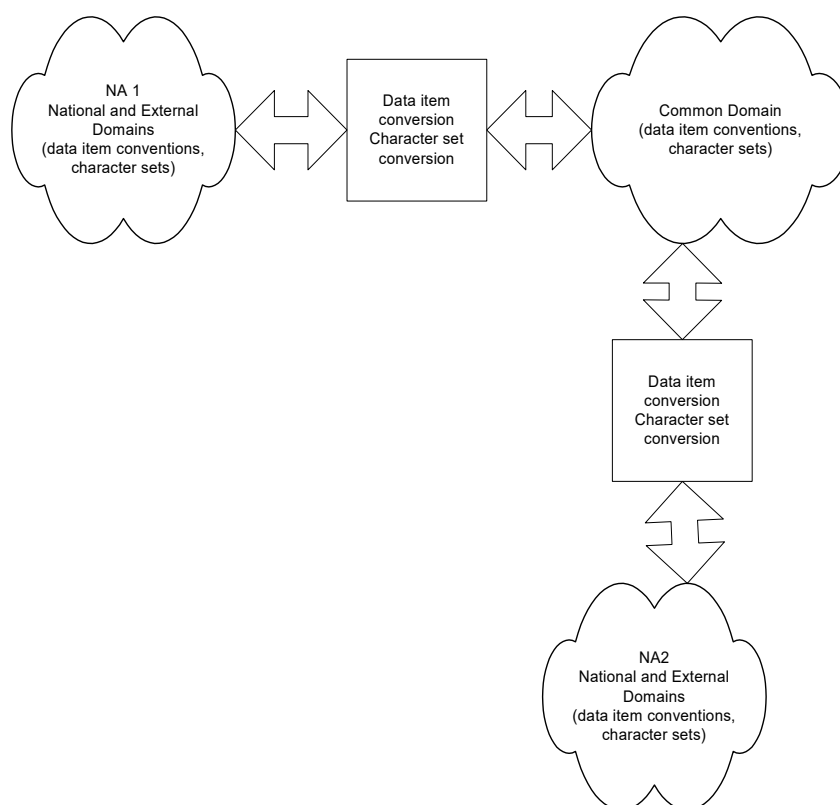 NA 1
National and External
Domains
(data item conventions,
character sets)
Data item
conversion
Character set
conversion
Common Domain
(data item conventions,
character sets)
Data item
conversion
Character set
conversion
NA2
National and External
Domains
(data item conventions,
character sets)